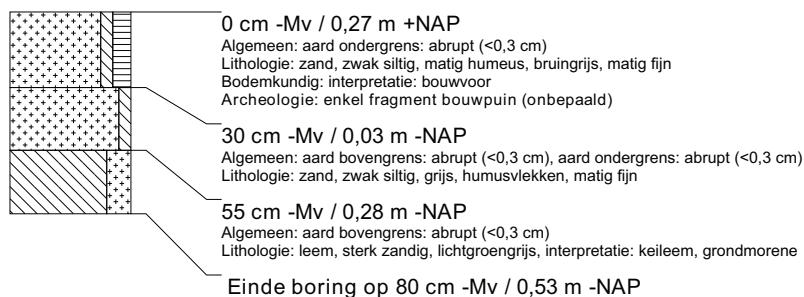 0 cm -Mv / 0,27 m +NAP
Algemeen: aard ondergrens: abrupt (<0,3 cm)
Lithologie: zand, zwak siltig, matig humeus, bruingrijs, matig fijn
Bodemkundig: interpretatie: bouwvoor
Archeologie: enkel fragment bouwpuin (onbepaald)
30 cm -Mv / 0,03 m -NAP
Algemeen: aard bovengrens: abrupt (<0,3 cm), aard ondergrens: abrupt (<0,3 cm)
Lithologie: zand, zwak siltig, grijs, humusvlekken, matig fijn
55 cm -Mv / 0,28 m -NAP
Algemeen: aard bovengrens: abrupt (<0,3 cm)
Lithologie: leem, sterk zandig, lichtgroengrijs, interpretatie: keileem, grondmorene
Einde boring op 80 cm -Mv / 0,53 m -NAP